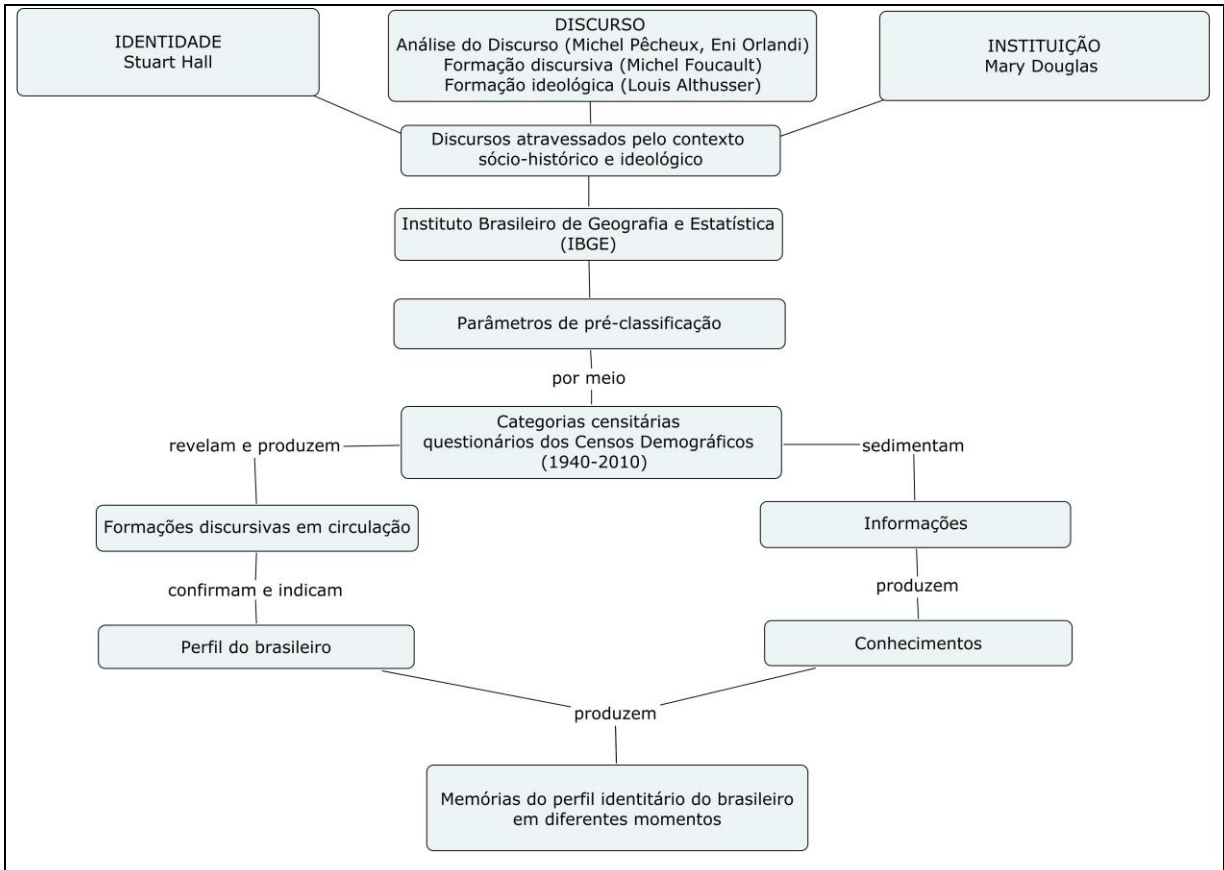 IDENTIDADE
Stuart Hall
DISCURSO
Análise do Discurso (Michel Pêcheux, Eni Orlandi)
Formação discursiva (Michel Foucault)
Formação ideológica (Louis Althusser)
INSTITUIÇÃO
Mary Douglas
Discursos atravessados pelo contexto
sócio-histórico e ideológico
Instituto Brasileiro de Geografia e Estatística
(IBGE)
Parâmetros de pré-classificação
por meio
Categorias censitárias
questionários dos Censos Demográficos
(1940-2010)
revelam e produzem
sedimentam
Formações discursivas em circulação
Informações
confirmam e indicam
produzem
Perfil do brasileiro
Conhecimentos
produzem
Memórias do perfil identitário do brasileiro
em diferentes momentos